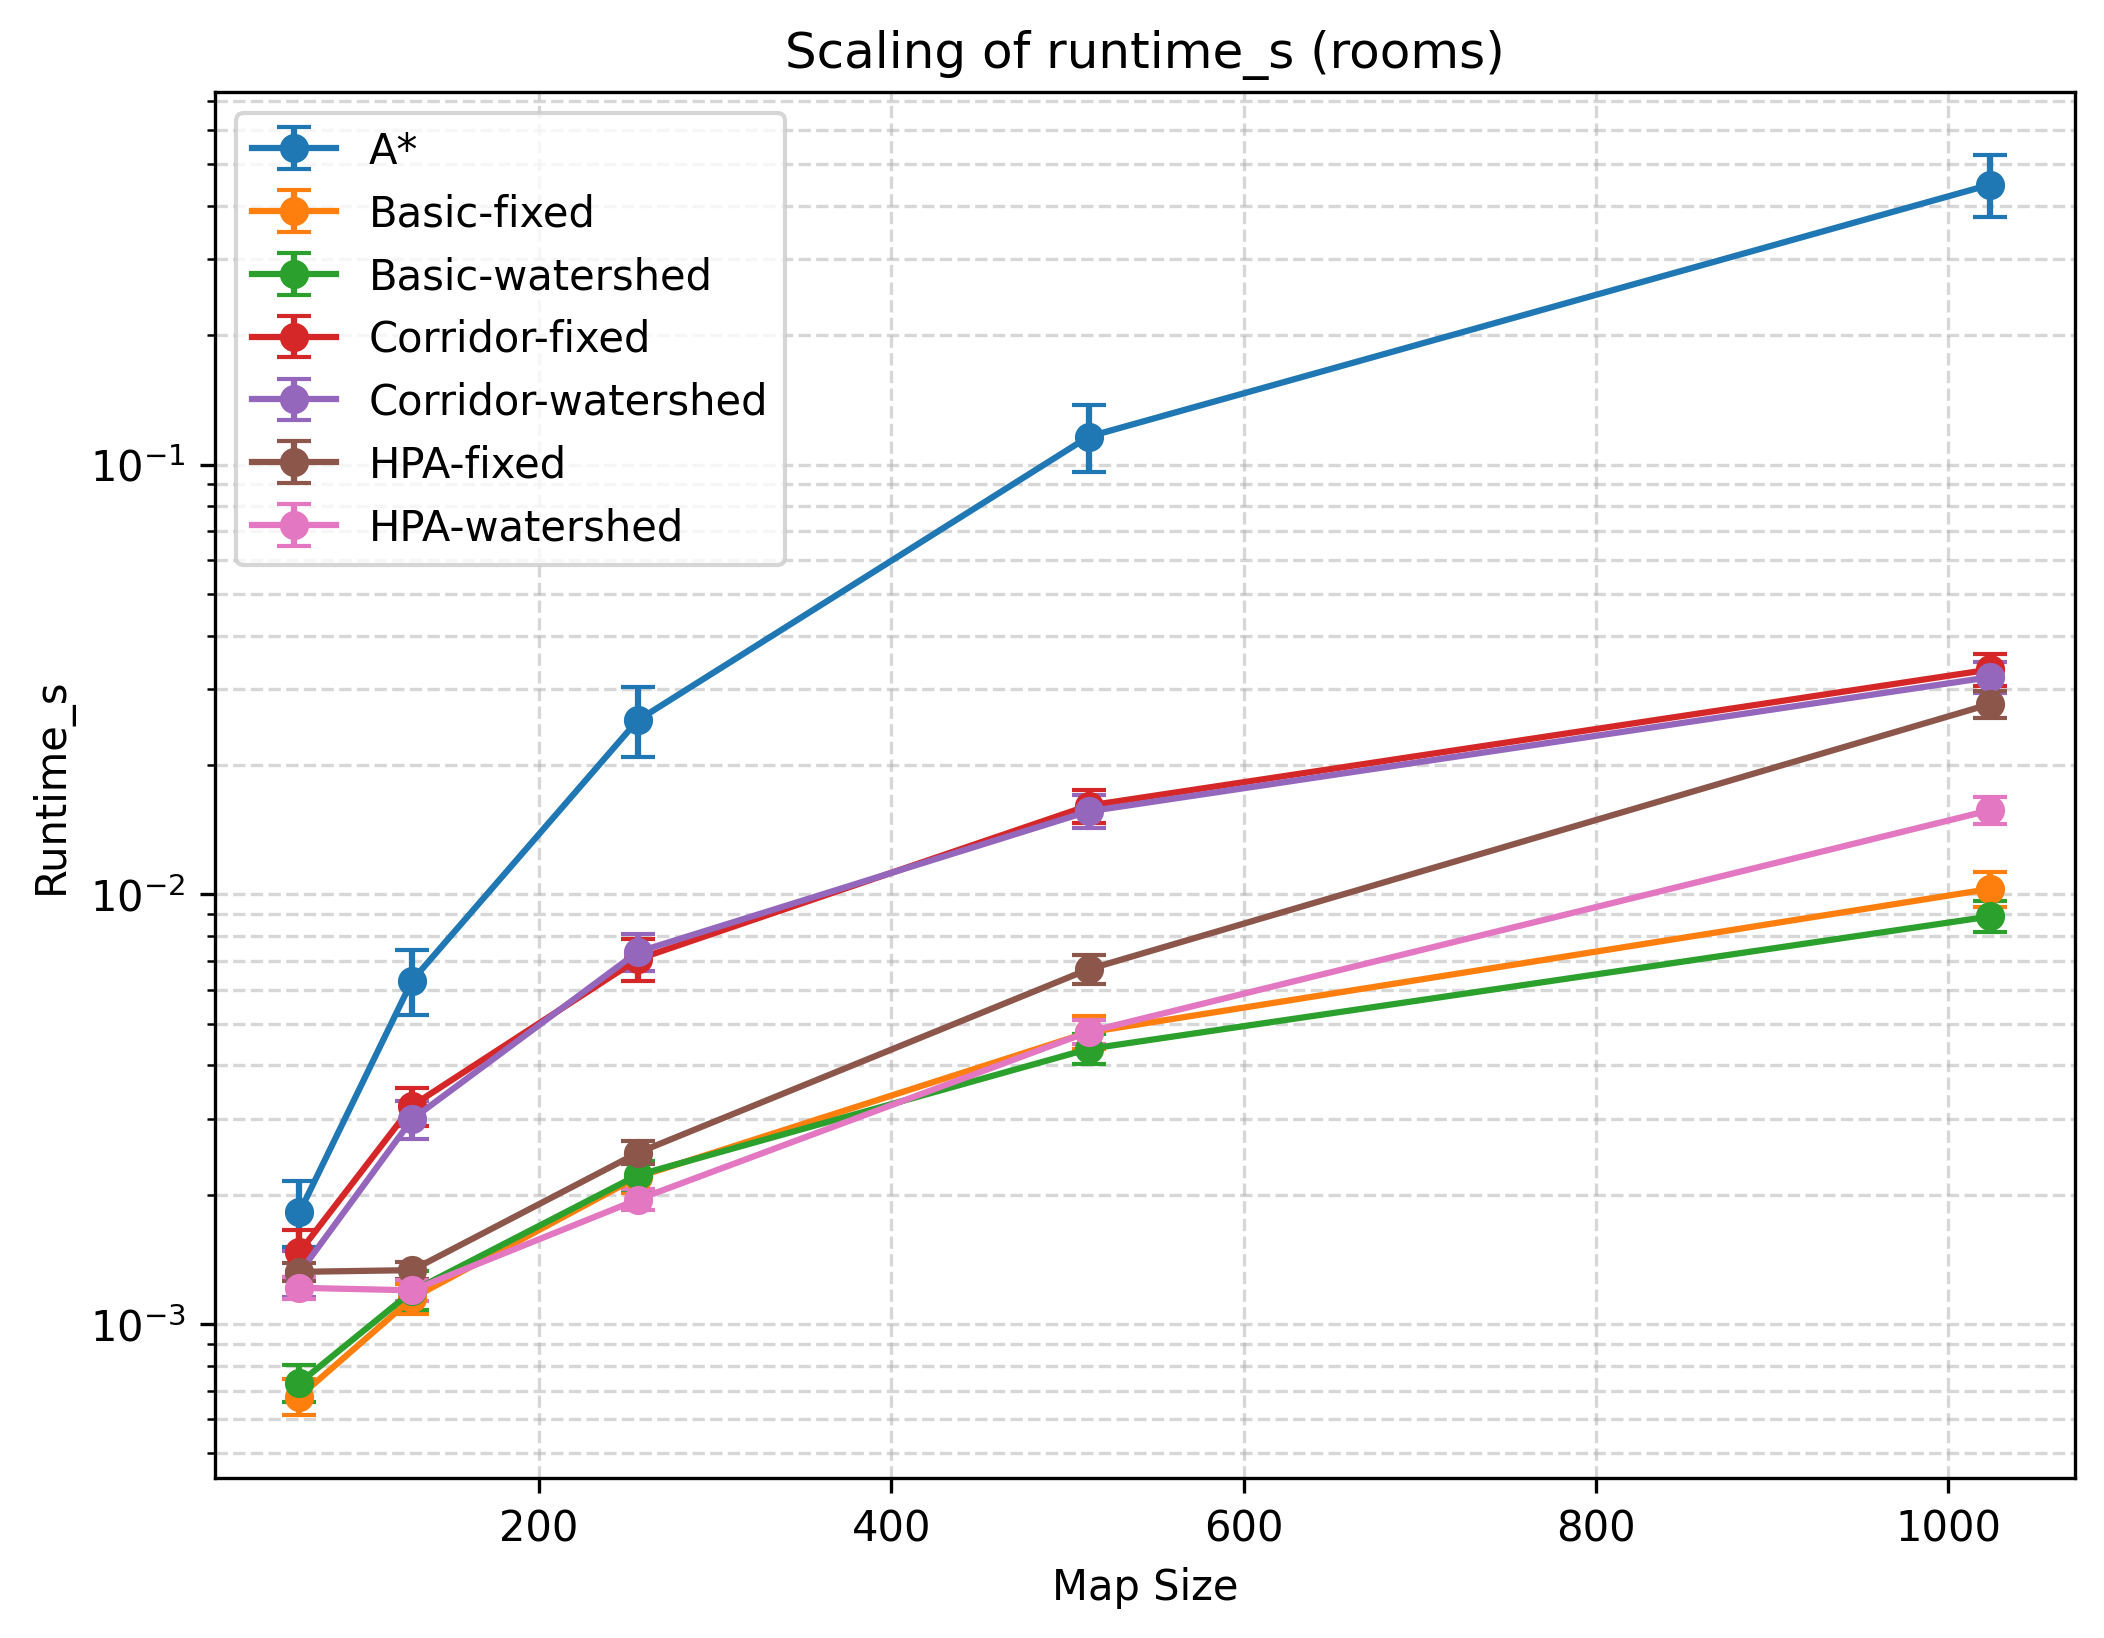 Scaling of runtime_s (rooms)
A*
Basic-fixed
Basic-watershed
Corridor-fixed
Corridor-watershed
HPA-fixed
HPA-watershed
Runtime_s
10⁻¹
10⁻²
10⁻³
200 400 600 800 1000
Map Size